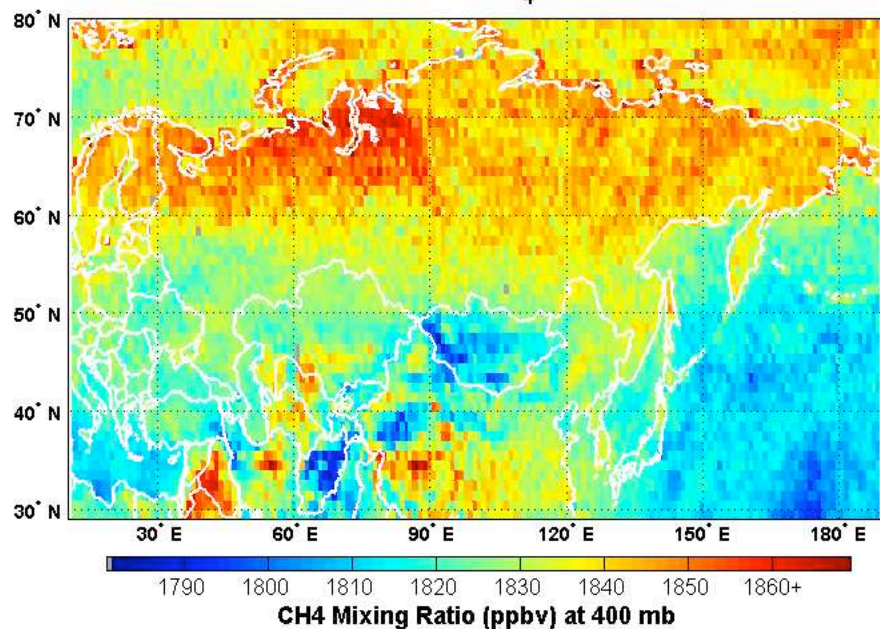 4
80° N
70° N
60° N
50° N
40° N
30° N
30° E 60° E 90° E 120° E 150° E 180° E
1790 1800 1810 1820 1830 1840 1850 1860+
CH4 Mixing Ratio (ppbv) at 400 mb